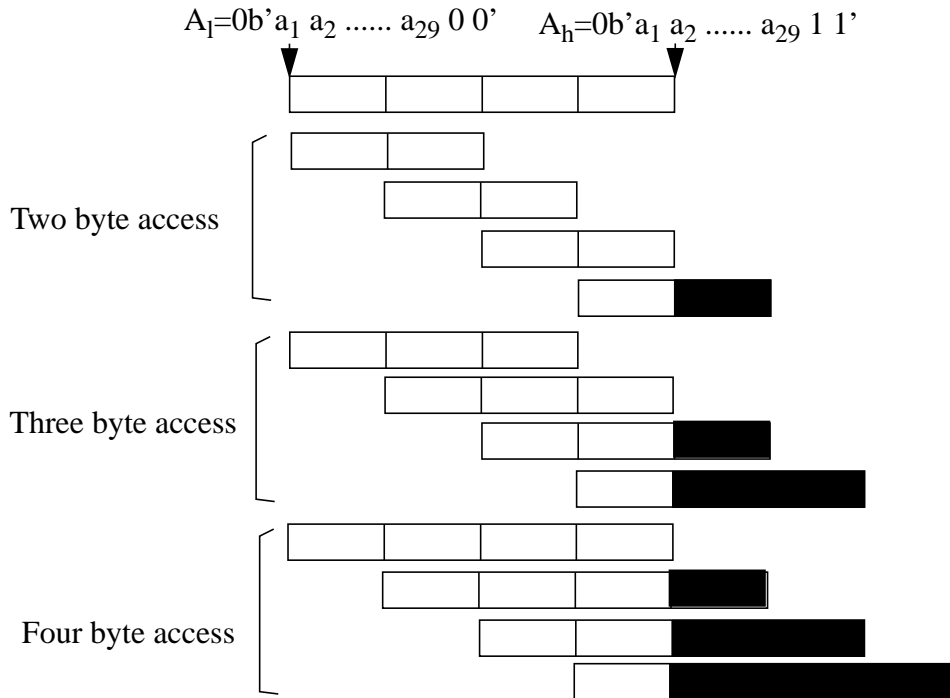 A_l=0b'a_1 a_2 ...... a_29 0 0’ A_h=0b’a_1 a_2 ...... a_29 1 1’
Two byte access
Three byte access
Four byte access